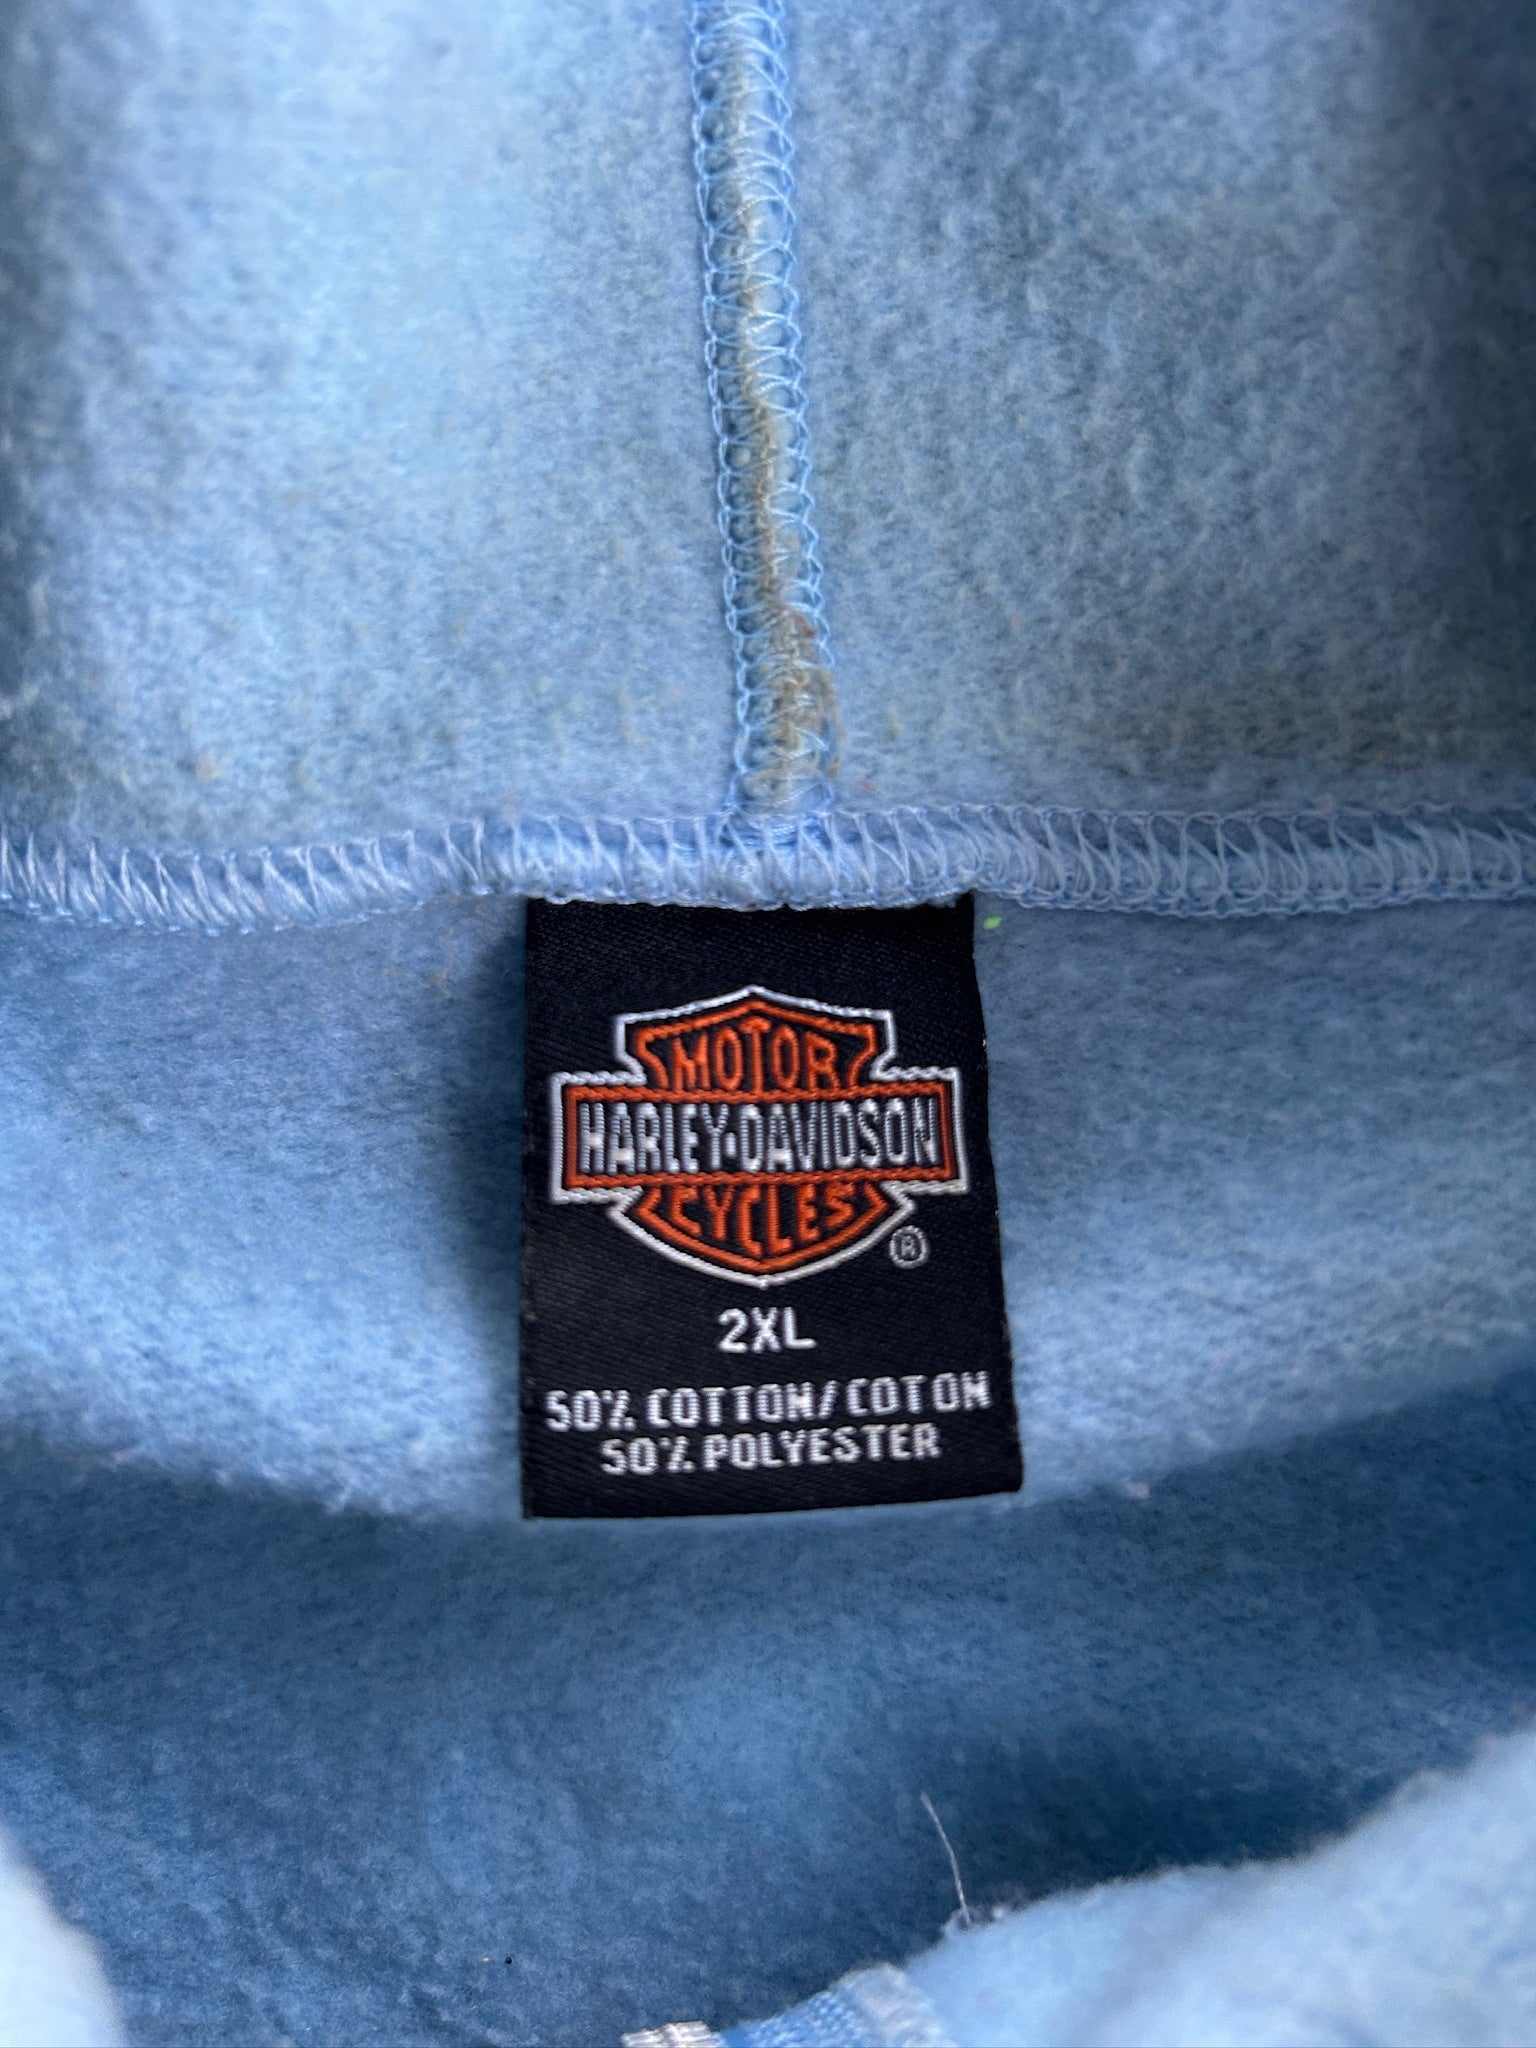 MOTOR
HARLEY-DAVIDSON
CYCLES
®
2XL
50% COTTON/COTON
50% POLYESTER